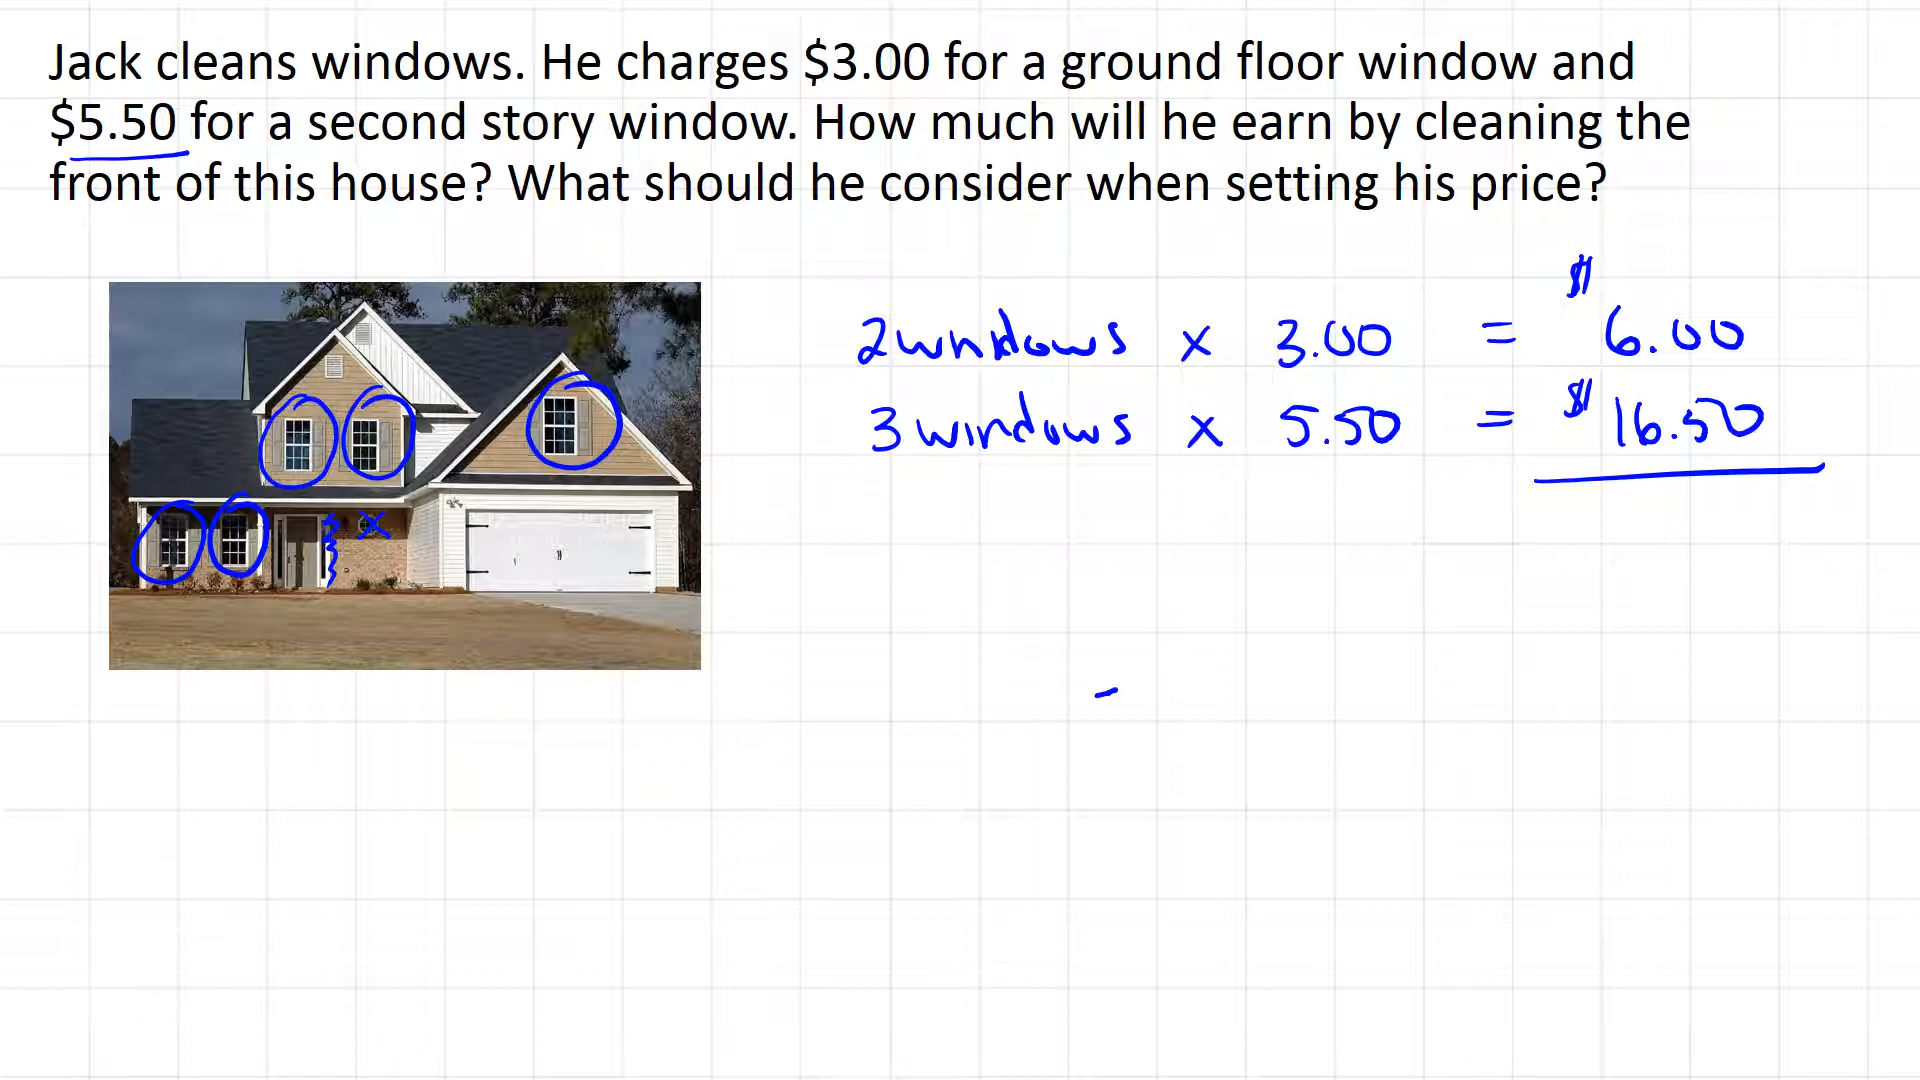 Jack cleans windows. He charges $3.00 for a ground floor window and
$5.50 for a second story window. How much will he earn by cleaning the
front of this house? What should he consider when setting his price?
2 windows x 3.00 = $6.00
3 windows x 5.50 = $16.50
x